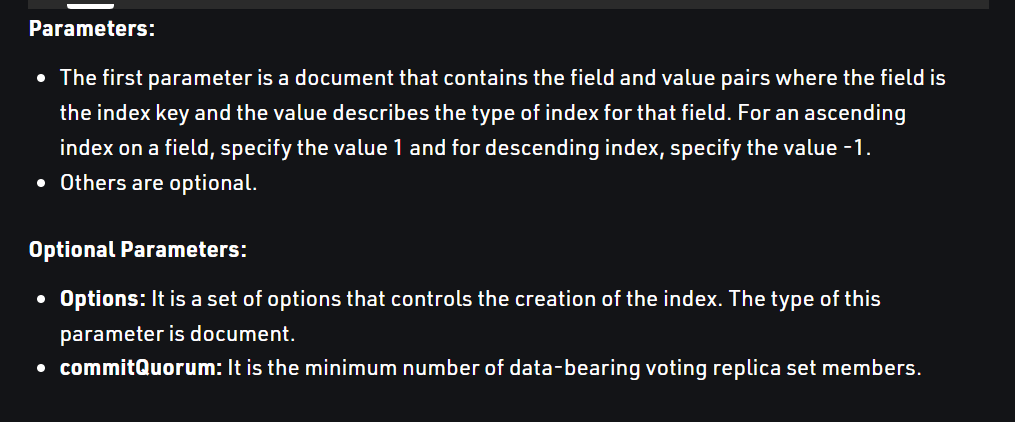 Parameters:
• The first parameter is a document that contains the field and value pairs where the field is
the index key and the value describes the type of index for that field. For an ascending
index on a field, specify the value 1 and for descending index, specify the value -1.
• Others are optional.
Optional Parameters:
• Options: It is a set of options that controls the creation of the index. The type of this
parameter is document.
• commitQuorum: It is the minimum number of data-bearing voting replica set members.